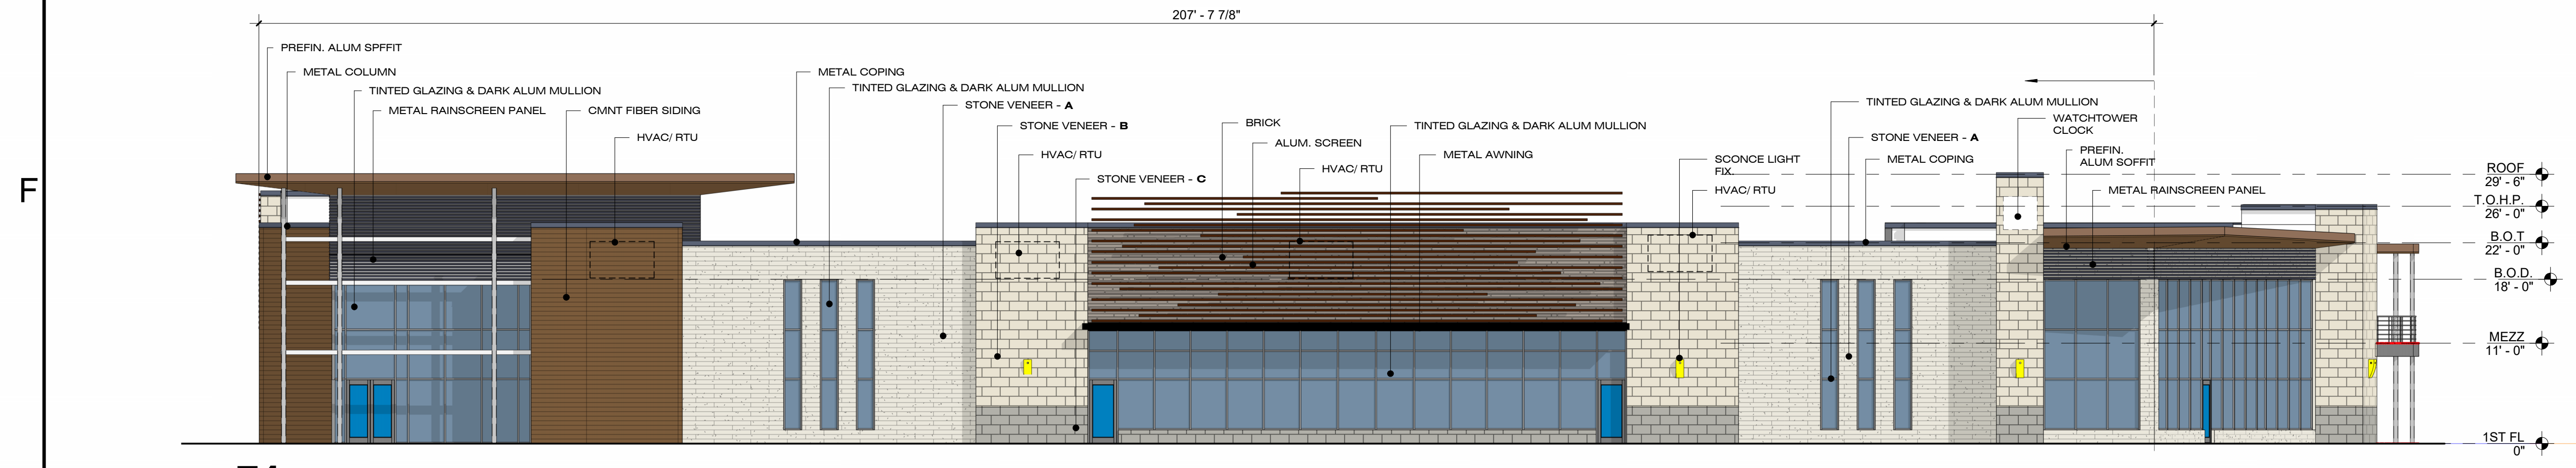 207' - 7 7/8"
PREFIN. ALUM SPFFIT
METAL COLUMN
TINTED GLAZING & DARK ALUM MULLION
METAL RAINSCREEN PANEL
CMNT FIBER SIDING
HVAC/ RTU
METAL COPING
TINTED GLAZING & DARK ALUM MULLION
STONE VENEER - A
STONE VENEER - B
HVAC/ RTU
STONE VENEER - C
BRICK
ALUM. SCREEN
HVAC/ RTU
TINTED GLAZING & DARK ALUM MULLION
METAL AWNING
SCONCE LIGHT
FIX.
HVAC/ RTU
TINTED GLAZING & DARK ALUM MULLION
STONE VENEER - A
METAL COPING
WATCHTOWER
CLOCK
PREFIN.
ALUM SOFFIT
METAL RAINSCREEN PANEL
F
ROOF
29' - 6"
T.O.H.P.
26' - 0"
B.O.T
22' - 0"
B.O.D.
18' - 0"
MEZZ
11' - 0"
1ST FL
0"